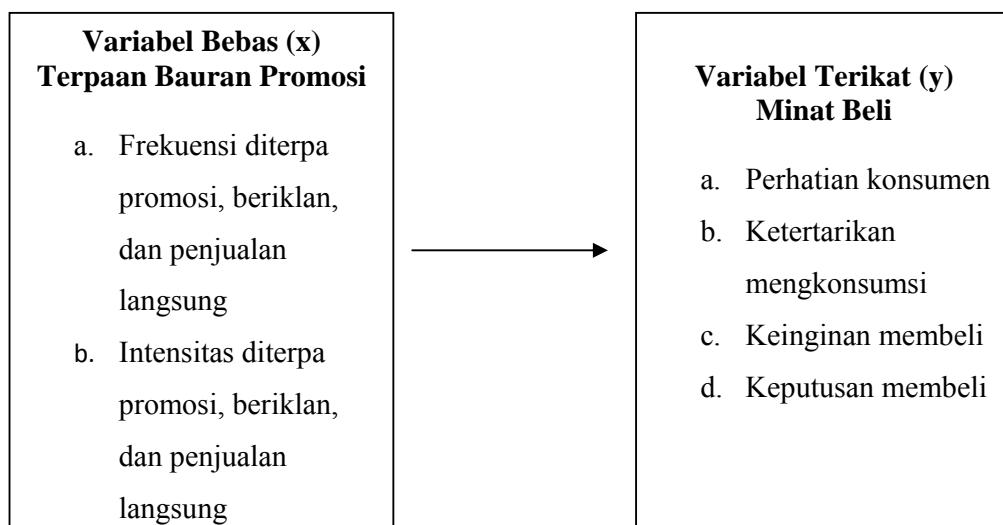 Variabel Bebas (x)
Terpaan Bauran Promosi
a. Frekuensi diterpa
promosi, beriklan,
dan penjualan
langsung
b. Intensitas diterpa
promosi, beriklan,
dan penjualan
langsung
Variabel Terikat (y)
Minat Beli
a. Perhatian konsumen
b. Ketertarikan
mengkonsumsi
c. Keinginan membeli
d. Keputusan membeli